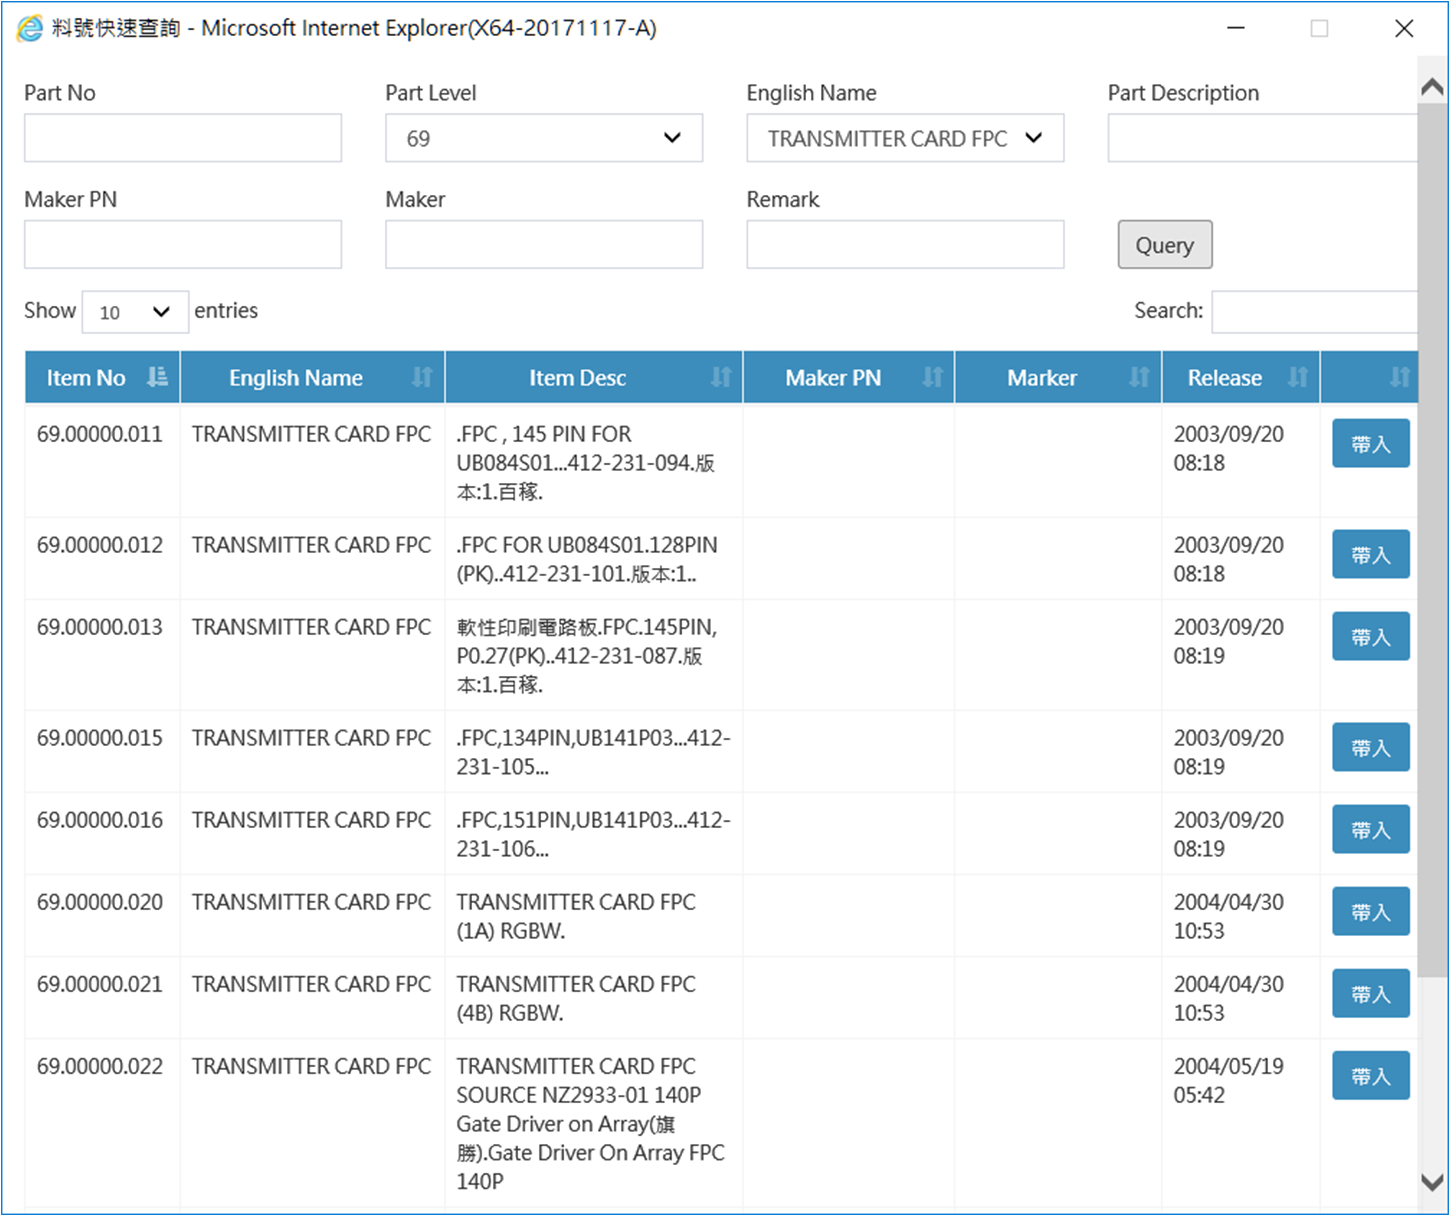 料號快速查詢 - Microsoft Internet Explorer(X64-20171117-A)
Part No
Part Level
English Name
Part Description
69
TRANSMITTER CARD FPC
Maker PN
Maker
Remark
Query
Show 10 entries
Search:
Item No
English Name
Item Desc
Maker PN
Marker
Release
69.00000.011 TRANSMITTER CARD FPC .FPC , 145 PIN FOR 2003/09/20 帶入
UB084S01...412-231-094.版 08:18
本:1.百稼.
69.00000.012 TRANSMITTER CARD FPC .FPC FOR UB084S01.128PIN 2003/09/20 帶入
(PK)..412-231-101.版本:1.. 08:18
69.00000.013 TRANSMITTER CARD FPC 軟性印刷電路板.FPC.145PIN, 2003/09/20 帶入
P0.27(PK)..412-231-087.版 08:19
本:1.百稼.
69.00000.015 TRANSMITTER CARD FPC .FPC,134PIN,UB141P03...412- 2003/09/20 帶入
231-105... 08:19
69.00000.016 TRANSMITTER CARD FPC .FPC,151PIN,UB141P03...412- 2003/09/20 帶入
231-106... 08:19
69.00000.020 TRANSMITTER CARD FPC TRANSMITTER CARD FPC 2004/04/30 帶入
(1A) RGBW. 10:53
69.00000.021 TRANSMITTER CARD FPC TRANSMITTER CARD FPC 2004/04/30 帶入
(4B) RGBW. 10:53
69.00000.022 TRANSMITTER CARD FPC TRANSMITTER CARD FPC 2004/05/19 帶入
SOURCE NZ2933-01 140P 05:42
Gate Driver on Array(旗
勝).Gate Driver On Array FPC
140P